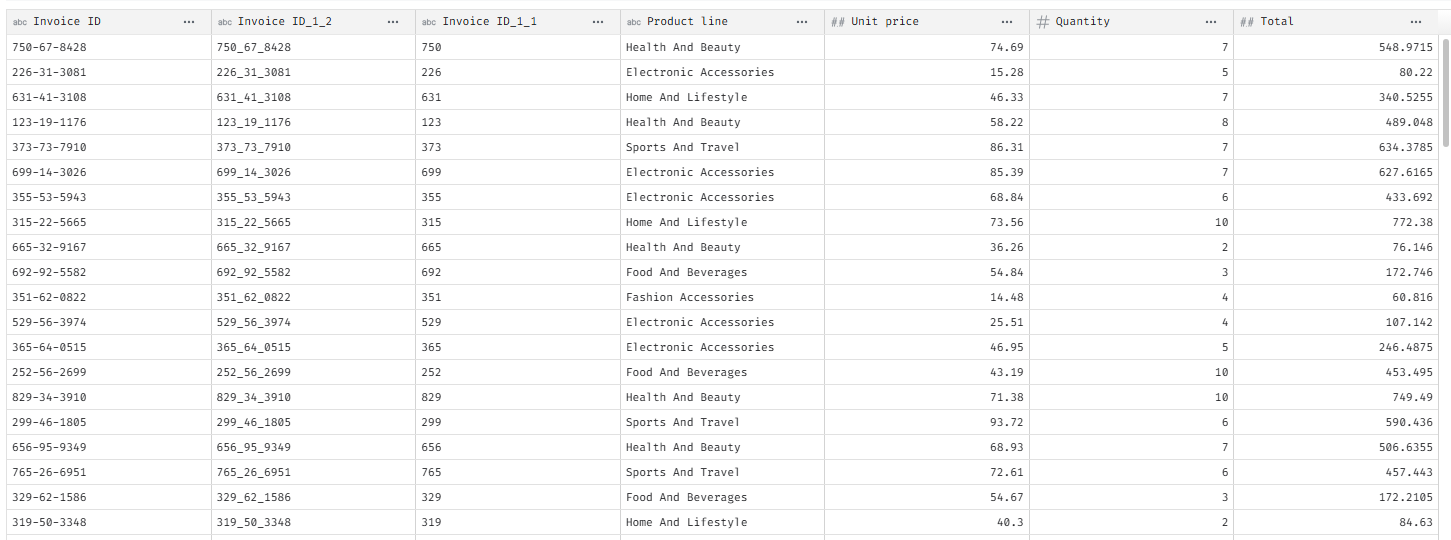 abc Invoice ID ··· abc Invoice ID_1_2 ··· abc Invoice ID_1_1 ··· abc Product line ··· ## Unit price ··· # Quantity ··· ## Total ···
750-67-8428 750_67_8428 750 Health And Beauty 74.69 7 548.9715
226-31-3081 226_31_3081 226 Electronic Accessories 15.28 5 80.22
631-41-3108 631_41_3108 631 Home And Lifestyle 46.33 7 340.5255
123-19-1176 123_19_1176 123 Health And Beauty 58.22 8 489.048
373-73-7910 373_73_7910 373 Sports And Travel 86.31 7 634.3785
699-14-3026 699_14_3026 699 Electronic Accessories 85.39 7 627.6165
355-53-5943 355_53_5943 355 Electronic Accessories 68.84 6 433.692
315-22-5665 315_22_5665 315 Home And Lifestyle 73.56 10 772.38
665-32-9167 665_32_9167 665 Health And Beauty 36.26 2 76.146
692-92-5582 692_92_5582 692 Food And Beverages 54.84 3 172.746
351-62-0822 351_62_0822 351 Fashion Accessories 14.48 4 60.816
529-56-3974 529_56_3974 529 Electronic Accessories 25.51 4 107.142
365-64-0515 365_64_0515 365 Electronic Accessories 46.95 5 246.4875
252-56-2699 252_56_2699 252 Food And Beverages 43.19 10 453.495
829-34-3910 829_34_3910 829 Health And Beauty 71.38 10 749.49
299-46-1805 299_46_1805 299 Sports And Travel 93.72 6 590.436
656-95-9349 656_95_9349 656 Health And Beauty 68.93 7 506.6355
765-26-6951 765_26_6951 765 Sports And Travel 72.61 6 457.443
329-62-1586 329_62_1586 329 Food And Beverages 54.67 3 172.2105
319-50-3348 319_50_3348 319 Home And Lifestyle 40.3 2 84.63